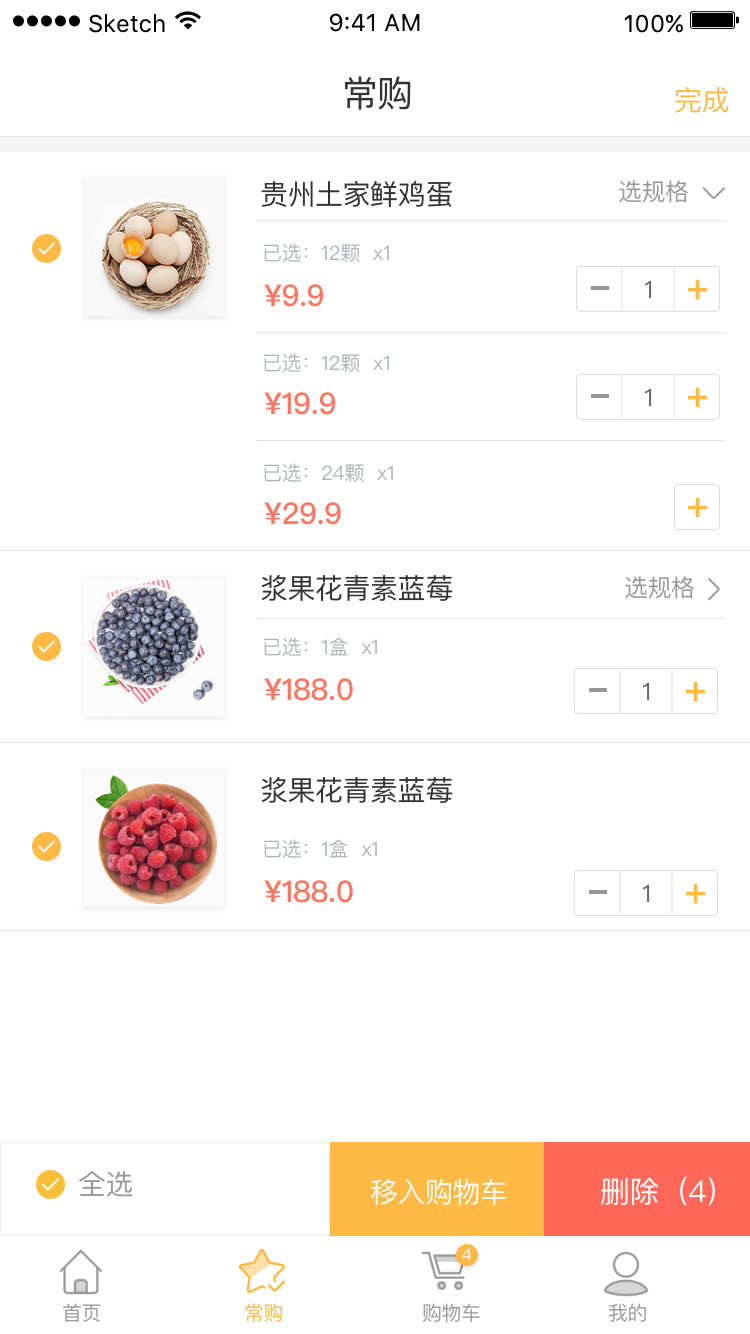 Sketch 9:41 AM 100%
常购
完成
贵州土家鲜鸡蛋 选规格
已选：12颗 x1
¥9.9 1
已选：12颗 x1
¥19.9 1
已选：24颗 x1
¥29.9
浆果花青素蓝莓 选规格
已选：1盒 x1
¥188.0 1
浆果花青素蓝莓
已选：1盒 x1
¥188.0 1
全选 移入购物车 删除（4）
4
首页 常购 购物车 我的